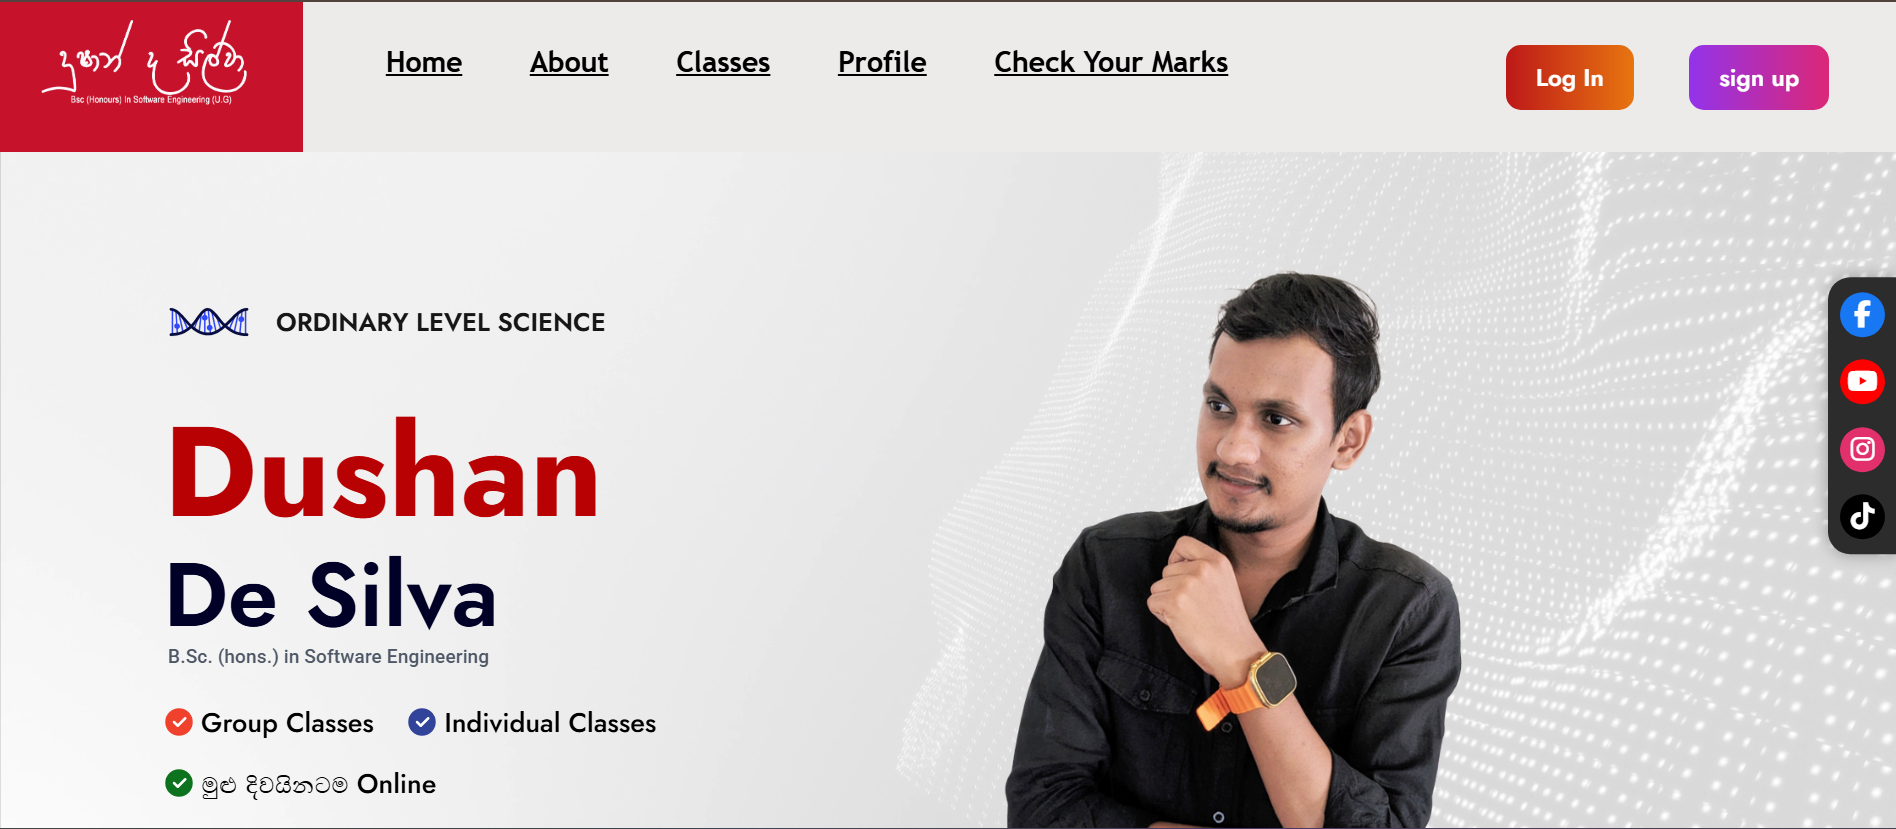 දුෂාන් ද සිල්වා
Bsc (Honours) In Software Engineering (U.G)
Home About Classes Profile Check Your Marks
Log In sign up
ORDINARY LEVEL SCIENCE
Dushan
De Silva
B.Sc. (hons.) in Software Engineering
Group Classes Individual Classes
මුළු දිවයිනටම Online